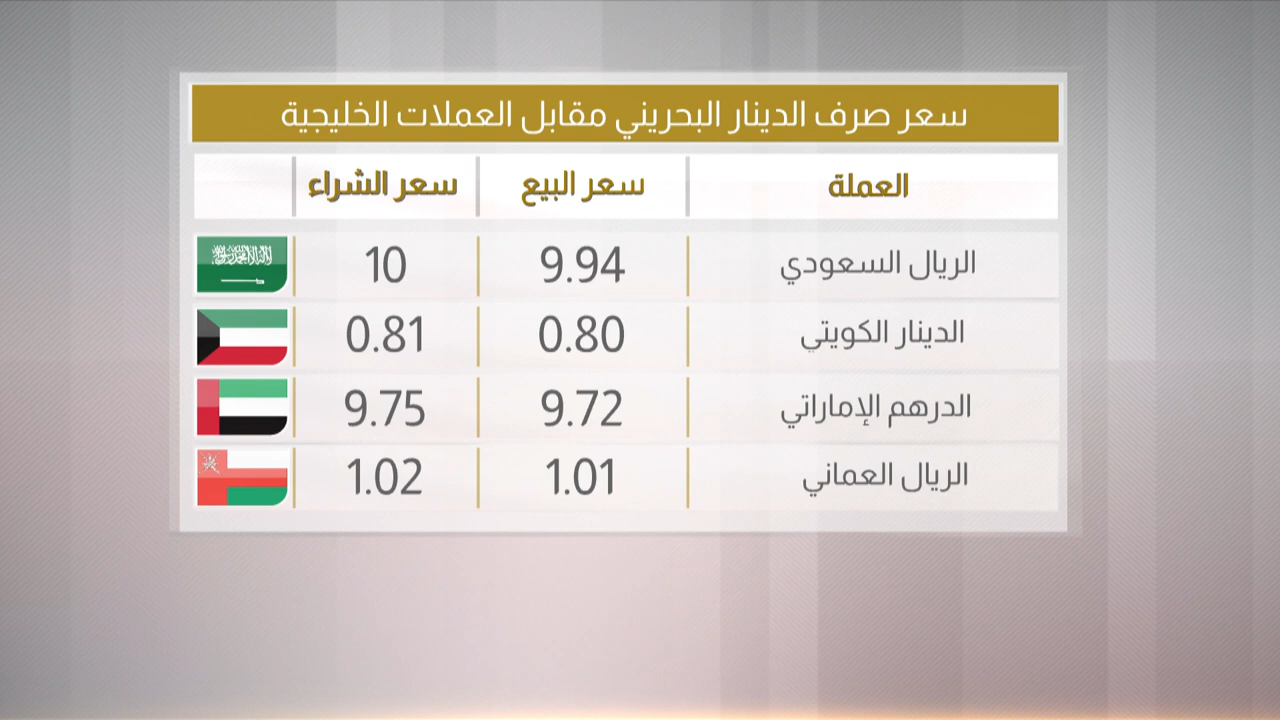 سعر صرف الدينار البحريني مقابل العملات الخليجية
العملة سعر البيع سعر الشراء
الريال السعودي 9.94 10
الدينار الكويتي 0.80 0.81
الدرهم الإماراتي 9.72 9.75
الريال العماني 1.01 1.02